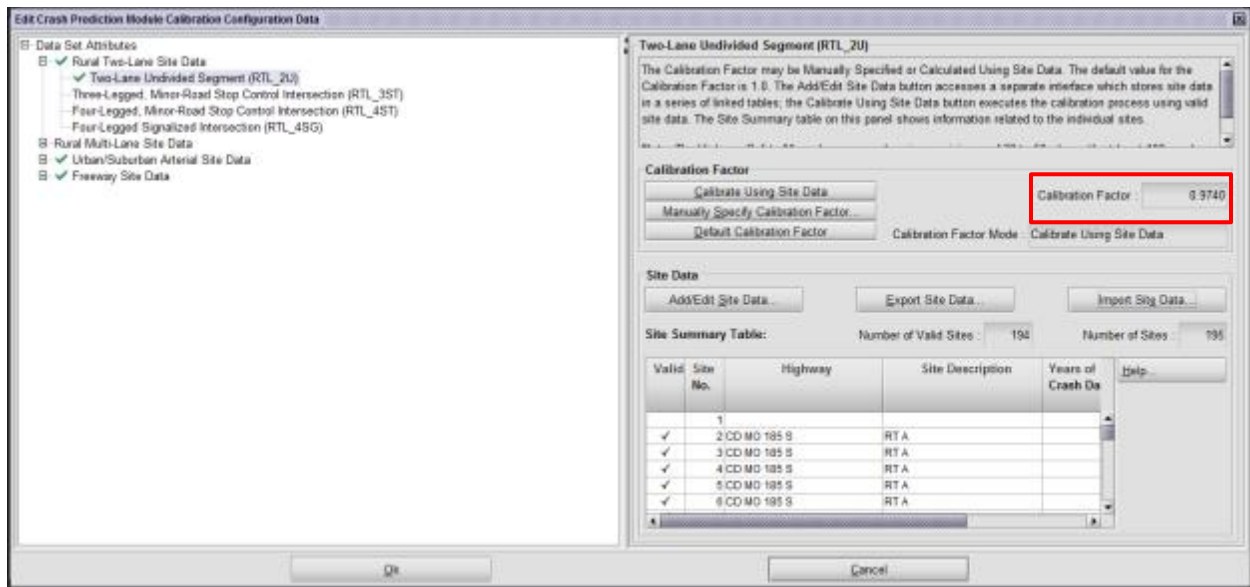 Edit Crash Prediction Module Calibration Configuration Data
Data Set Attributes
Rural Two-Lane Site Data
Two-Lane Undivided Segment (RTL_2U)
Three-Legged, Minor-Road Stop Control Intersection (RTL_3ST)
Four-Legged, Minor-Road Stop Control Intersection (RTL_4ST)
Four-Legged Signalized Intersection (RTL_4SG)
Rural Multi-Lane Site Data
Urban/Suburban Arterial Site Data
Freeway Site Data
Two-Lane Undivided Segment (RTL_2U)
The Calibration Factor may be Manually Specified or Calculated Using Site Data. The default value for the
Calibration Factor is 1.0. The Add/Edit Site Data button accesses a separate interface which stores site data
in a series of linked tables; the Calibrate Using Site Data button executes the calibration process using valid
site data. The Site Summary table on this panel shows information related to the individual sites.
Calibration Factor
Calibrate Using Site Data
Calibration Factor : 0.9740
Manually Specify Calibration Factor...
Default Calibration Factor
Calibration Factor Mode : Calibrate Using Site Data
Site Data
Add/Edit Site Data...
Export Site Data...
Import Site Data...
Site Summary Table:
Number of Valid Sites : 194
Number of Sites : 195
Valid Site No. Highway Site Description Years of Crash Da
Help...
1
✓ 2 CD MO 185 S RT A
✓ 3 CD MO 185 S RT A
✓ 4 CD MO 185 S RT A
✓ 5 CD MO 185 S RT A
✓ 6 CD MO 185 S RT A
Ok
Cancel